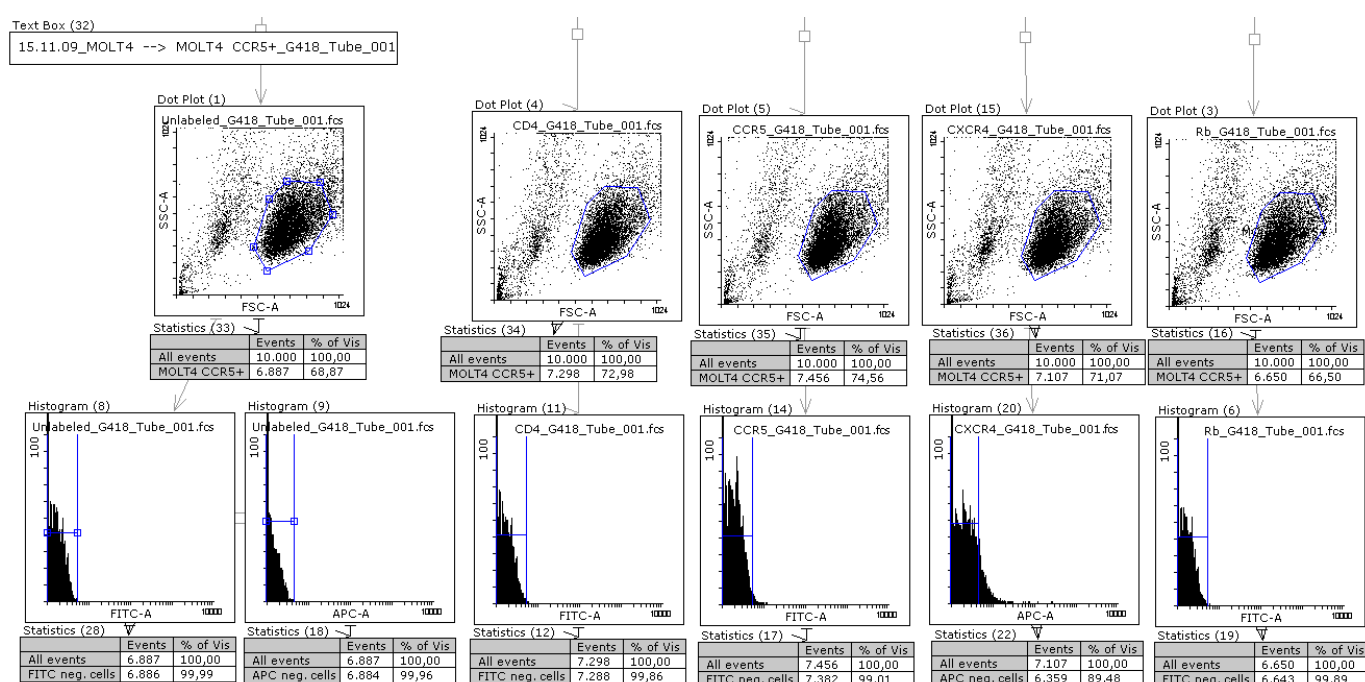 Text Box (32)
15.11.09_MOLT4 --> MOLT4 CCR5+_G418_Tube_001
Dot Plot (1)
Unlabeled_G418_Tube_001.fcs
1024
SSC-A
FSC-A
1024
Dot Plot (4)
CD4_G418_Tube_001.fcs
1024
SSC-A
FSC-A
1024
Dot Plot (5)
CCR5_G418_Tube_001.fcs
1024
SSC-A
FSC-A
1024
Dot Plot (15)
CXCR4_G418_Tube_001.fcs
1024
SSC-A
FSC-A
1024
Dot Plot (3)
Rb_G418_Tube_001.fcs
1024
SSC-A
FSC-A
1024
Statistics (33)
Events % of Vis
All events 10.000 100,00
MOLT4 CCR5+ 6.887 68,87
Statistics (34)
Events % of Vis
All events 10.000 100,00
MOLT4 CCR5+ 7.298 72,98
Statistics (35)
Events % of Vis
All events 10.000 100,00
MOLT4 CCR5+ 7.456 74,56
Statistics (36)
Events % of Vis
All events 10.000 100,00
MOLT4 CCR5+ 7.107 71,07
Statistics (16)
Events % of Vis
All events 10.000 100,00
MOLT4 CCR5+ 6.650 66,50
Histogram (8)
Unlabeled_G418_Tube_001.fcs
100
FITC-A
10000
Histogram (9)
Unlabeled_G418_Tube_001.fcs
100
APC-A
10000
Histogram (11)
CD4_G418_Tube_001.fcs
100
FITC-A
10000
Histogram (14)
CCR5_G418_Tube_001.fcs
100
FITC-A
10000
Histogram (20)
CXCR4_G418_Tube_001.fcs
100
APC-A
10000
Histogram (6)
Rb_G418_Tube_001.fcs
100
FITC-A
10000
Statistics (28)
Events % of Vis
All events 6.887 100,00
FITC neg. cells 6.886 99,99
Statistics (18)
Events % of Vis
All events 6.887 100,00
APC neg. cells 6.884 99,96
Statistics (12)
Events % of Vis
All events 7.298 100,00
FITC neg. cells 7.288 99,86
Statistics (17)
Events % of Vis
All events 7.456 100,00
FITC neg. cells 7.382 99,01
Statistics (22)
Events % of Vis
All events 7.107 100,00
APC neg. cells 6.359 89,48
Statistics (19)
Events % of Vis
All events 6.650 100,00
FITC neg. cells 6.643 99,89